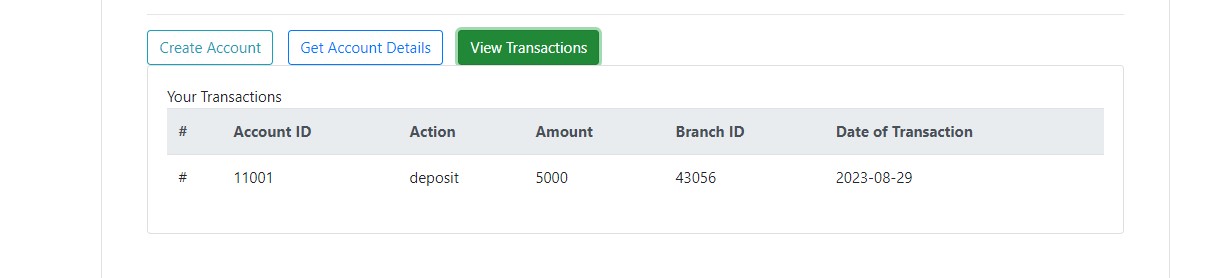 Create Account Get Account Details View Transactions
Your Transactions
# Account ID Action Amount Branch ID Date of Transaction
# 11001 deposit 5000 43056 2023-08-29